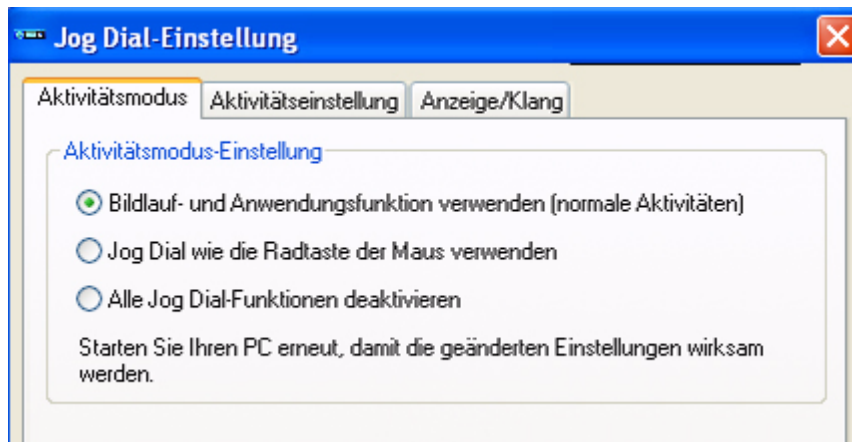 Jog Dial-Einstellung
Aktivitätsmodus Aktivitätseinstellung Anzeige/Klang
Aktivitätsmodus-Einstellung
Bildlauf- und Anwendungsfunktion verwenden (normale Aktivitäten)
Jog Dial wie die Radtaste der Maus verwenden
Alle Jog Dial-Funktionen deaktivieren
Starten Sie Ihren PC erneut, damit die geänderten Einstellungen wirksam
werden.